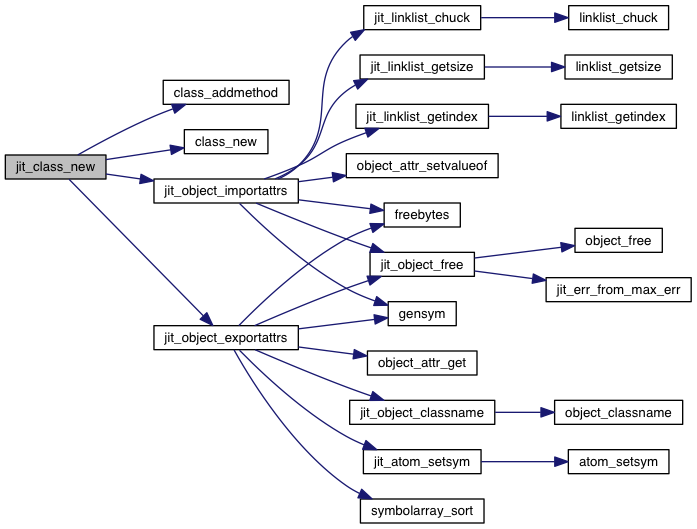 jit_linklist_chuck
linklist_chuck
jit_linklist_getsize
linklist_getsize
class_addmethod
jit_linklist_getindex
linklist_getindex
class_new
jit_class_new
object_attr_setvalueof
jit_object_importattrs
freebytes
object_free
jit_object_free
jit_err_from_max_err
gensym
jit_object_exportattrs
object_attr_get
jit_object_classname
object_classname
jit_atom_setsym
atom_setsym
symbolarray_sort